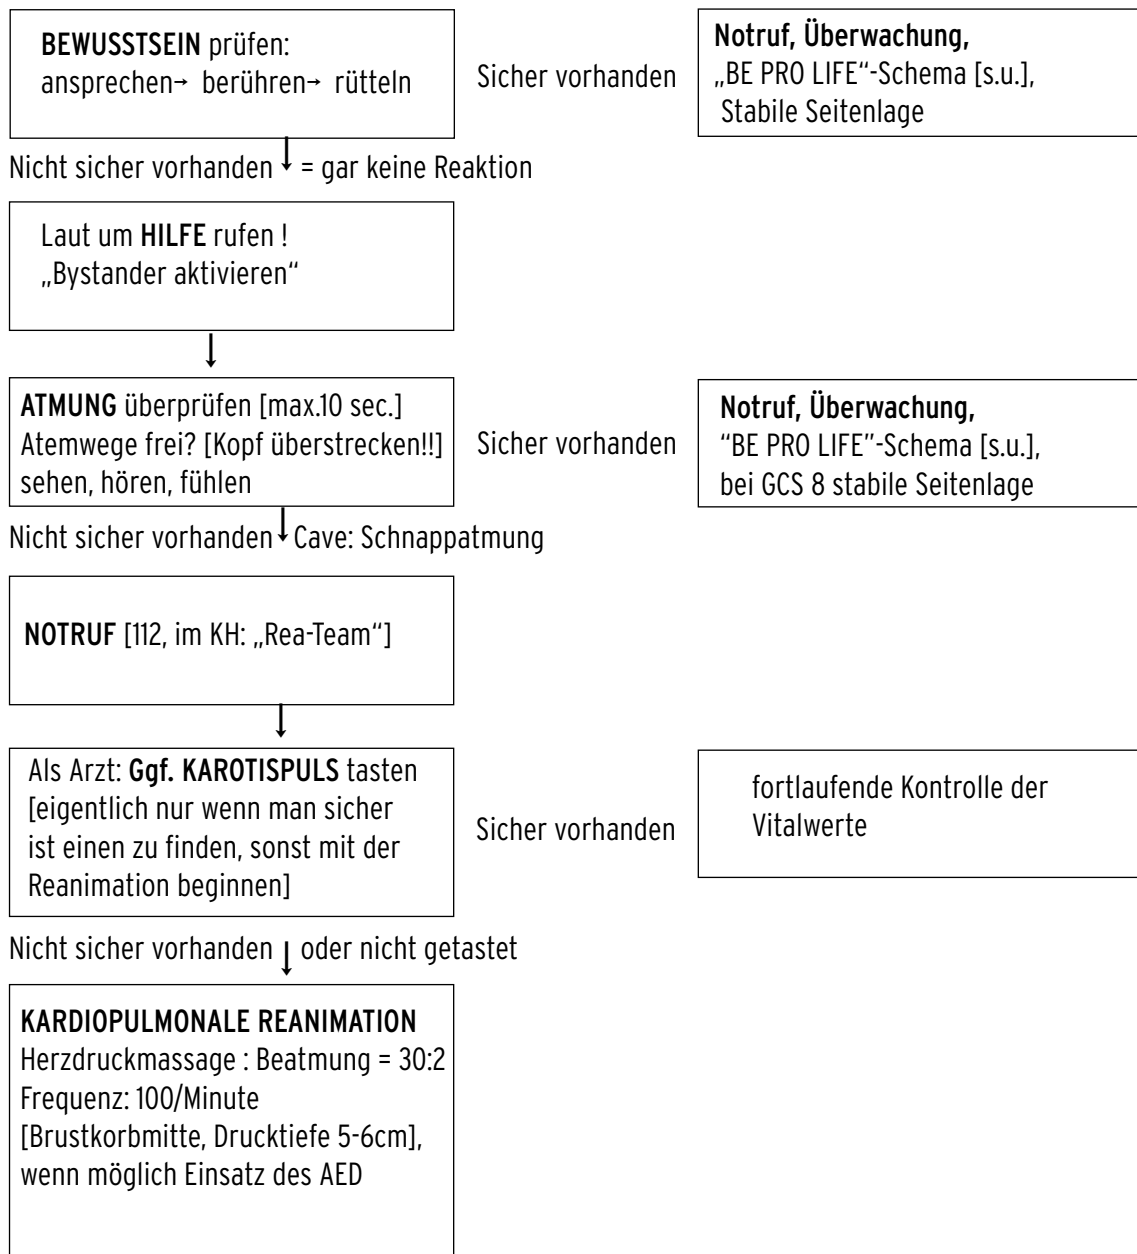 BEWUSSTSEIN prüfen:
ansprechen→ berühren→ rütteln
Sicher vorhanden
Notruf, Überwachung,
„BE PRO LIFE“-Schema [s.u.],
Stabile Seitenlage
Nicht sicher vorhanden = gar keine Reaktion
Laut um HILFE rufen !
„Bystander aktivieren“
ATMUNG überprüfen [max.10 sec.]
Atemwege frei? [Kopf überstrecken!!]
sehen, hören, fühlen
Sicher vorhanden
Notruf, Überwachung,
“BE PRO LIFE”-Schema [s.u.],
bei GCS 8 stabile Seitenlage
Nicht sicher vorhanden Cave: Schnappatmung
NOTRUF [112, im KH: „Rea-Team“]
Als Arzt: Ggf. KAROTISPULS tasten
[eigentlich nur wenn man sicher
ist einen zu finden, sonst mit der
Reanimation beginnen]
Sicher vorhanden
fortlaufende Kontrolle der
Vitalwerte
Nicht sicher vorhanden oder nicht getastet
KARDIOPULMONALE REANIMATION
Herzdruckmassage : Beatmung = 30:2
Frequenz: 100/Minute
[Brustkorbmitte, Drucktiefe 5-6cm],
wenn möglich Einsatz des AED